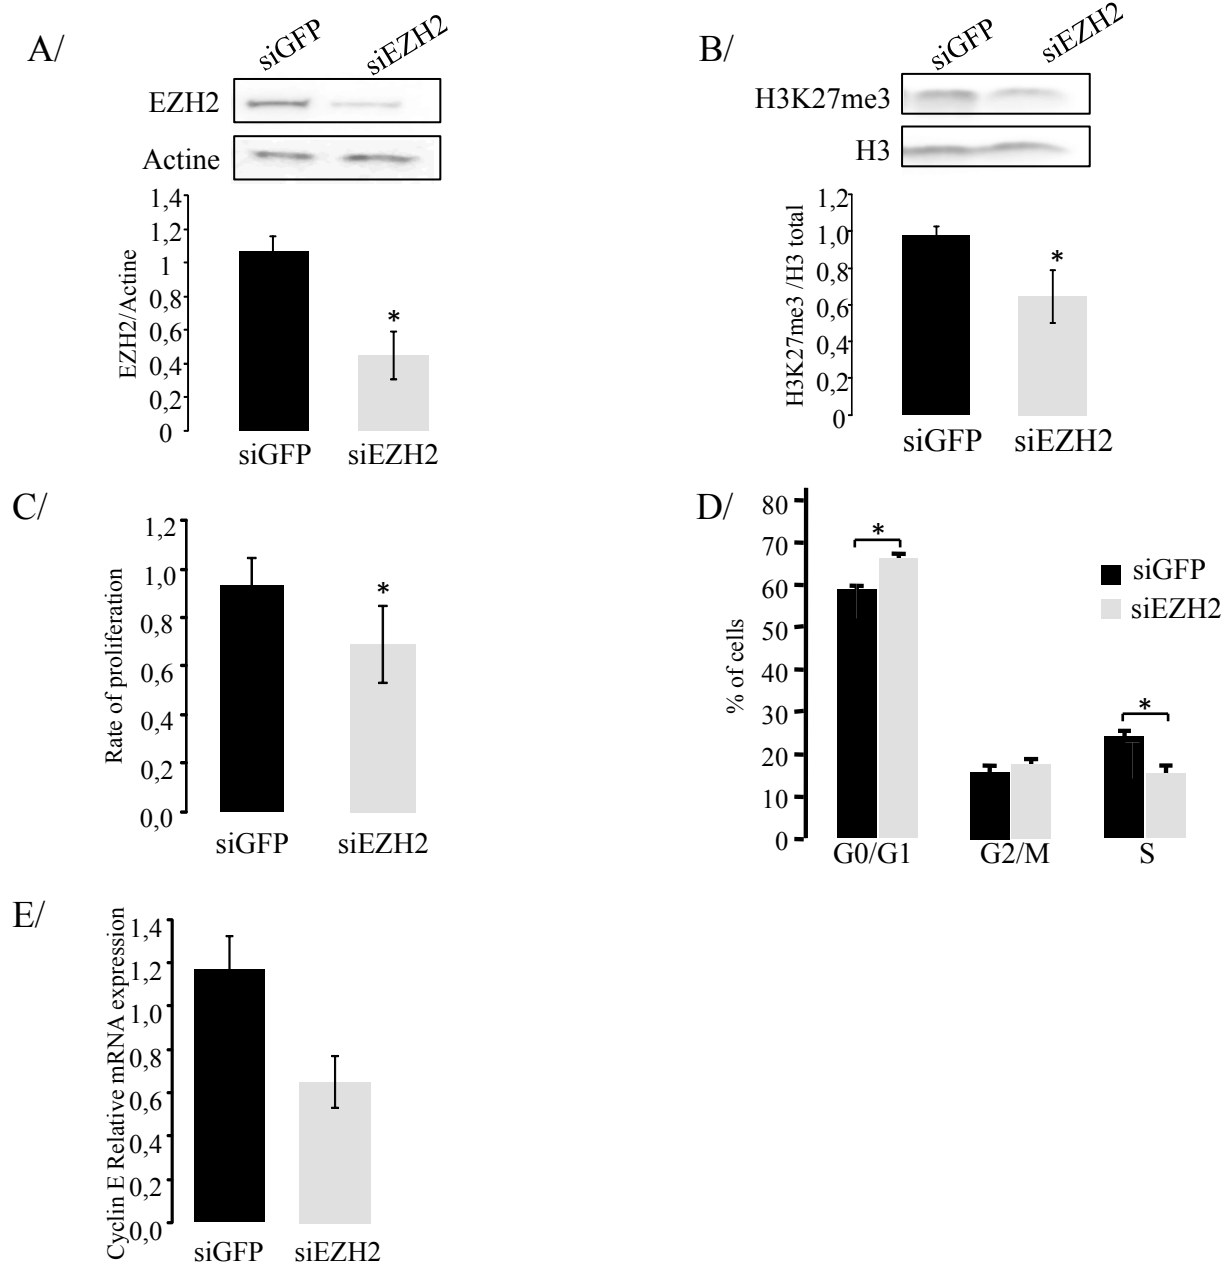 A/
siGFP
siEZH2
EZH2
Actine
EZH2/Actine
1,4
1,2
1
0,8
0,6
0,4
0,2
0
*
siGFP
siEZH2
B/
siGFP
siEZH2
H3K27me3
H3
H3K27me3 /H3 total
1,2
1,0
0,8
0,6
0,4
0,2
0
*
siGFP
siEZH2
C/
Rate of proliferation
1,2
1,0
0,8
0,6
0,4
0,2
0,0
*
siGFP
siEZH2
D/
% of cells
80
70
60
50
40
30
20
10
0
*
*
G0/G1
G2/M
S
siGFP
siEZH2
E/
Cyclin E Relative mRNA expression
1,4
1,2
1,0
0,8
0,6
0,4
0,2
0,0
siGFP
siEZH2